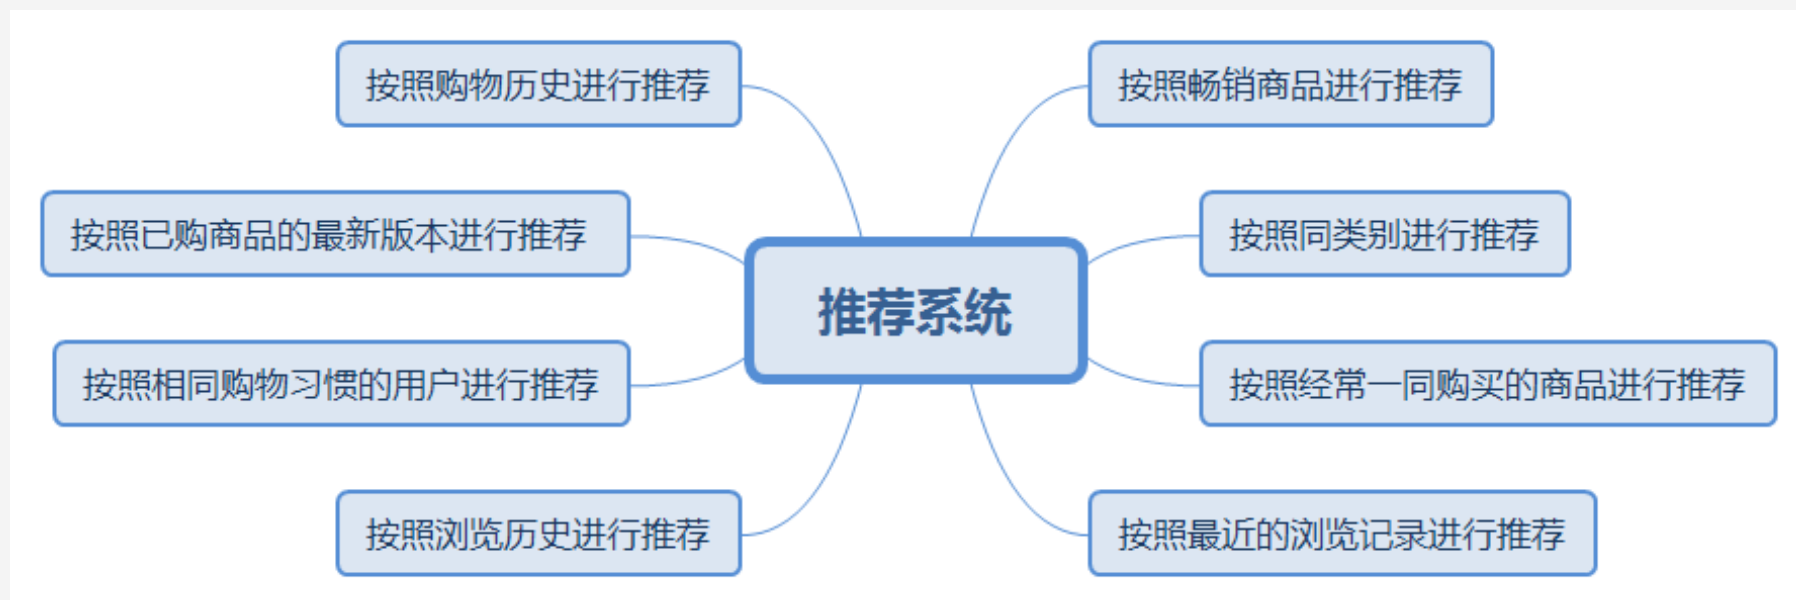 按照购物历史进行推荐
按照畅销商品进行推荐
按照已购商品的最新版本进行推荐
按照同类别进行推荐
推荐系统
按照相同购物习惯的用户进行推荐
按照经常一同购买的商品进行推荐
按照浏览历史进行推荐
按照最近的浏览记录进行推荐